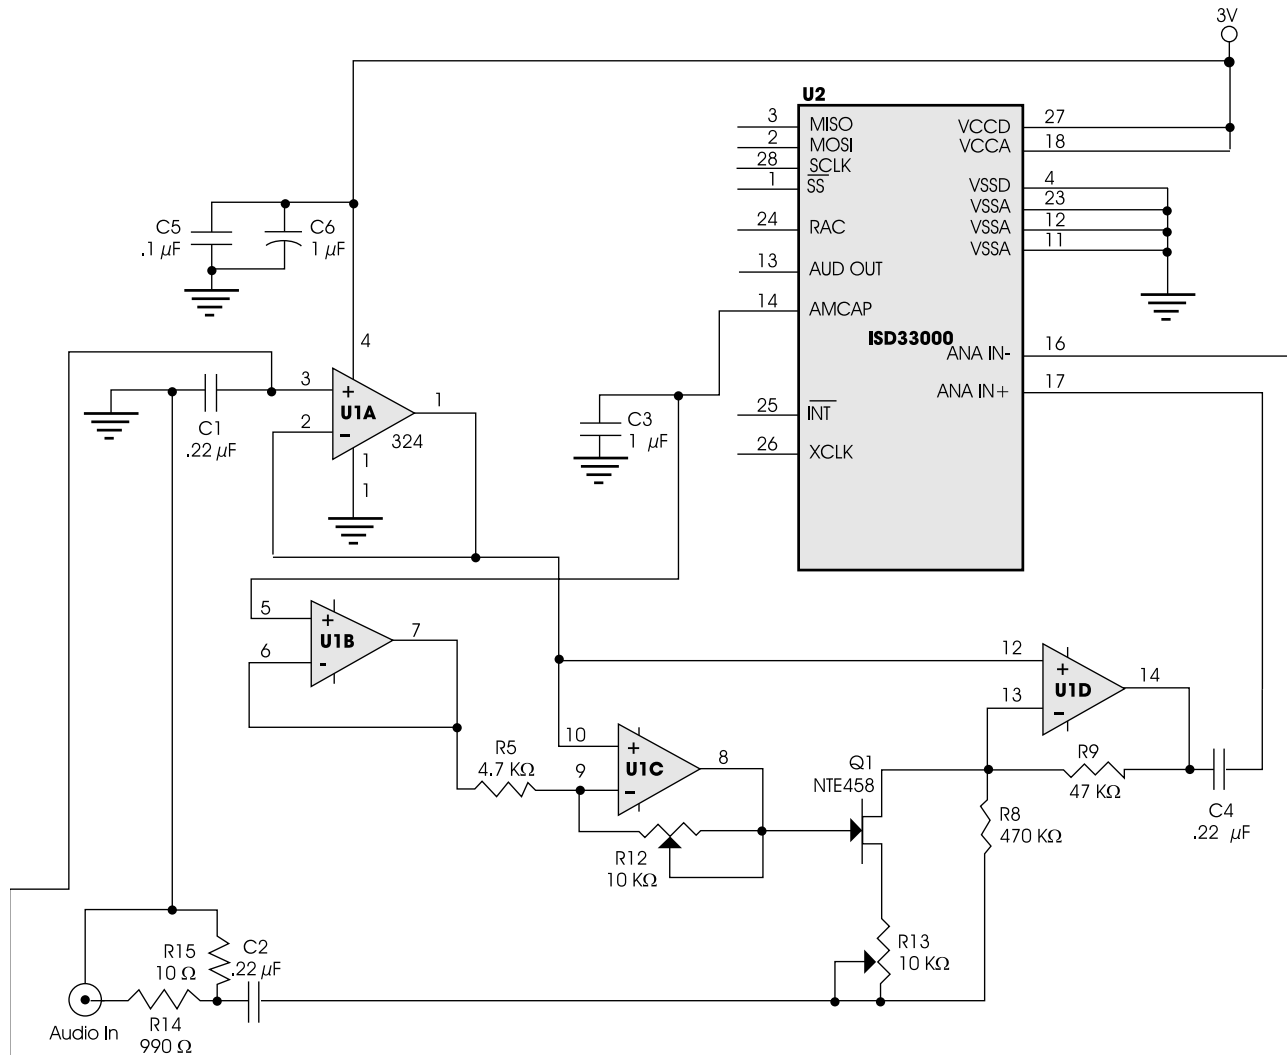 3V
U2
3 MISO VCCD 27
2 MOSI VCCA 18
28 SCLK
1 SS VSSD 4
VSSA 23
24 RAC VSSA 12
VSSA 11
13 AUD OUT
14 AMCAP
ISD33000
ANA IN- 16
ANA IN+ 17
25 INT
26 XCLK
C5
.1 µF
C6
1 µF
4
3
+
U1A
1
2
−
324
1
1
C1
.22 µF
C3
1 µF
5
+
U1B
7
6
-
12
+
U1D
14
13
−
10
+
U1C
8
9
−
R5
4.7 KΩ
R12
10 KΩ
Q1
NTE458
R9
47 KΩ
R8
470 KΩ
C4
.22 µF
R13
10 KΩ
R15
10 Ω
C2
.22 µF
Audio In
R14
990 Ω